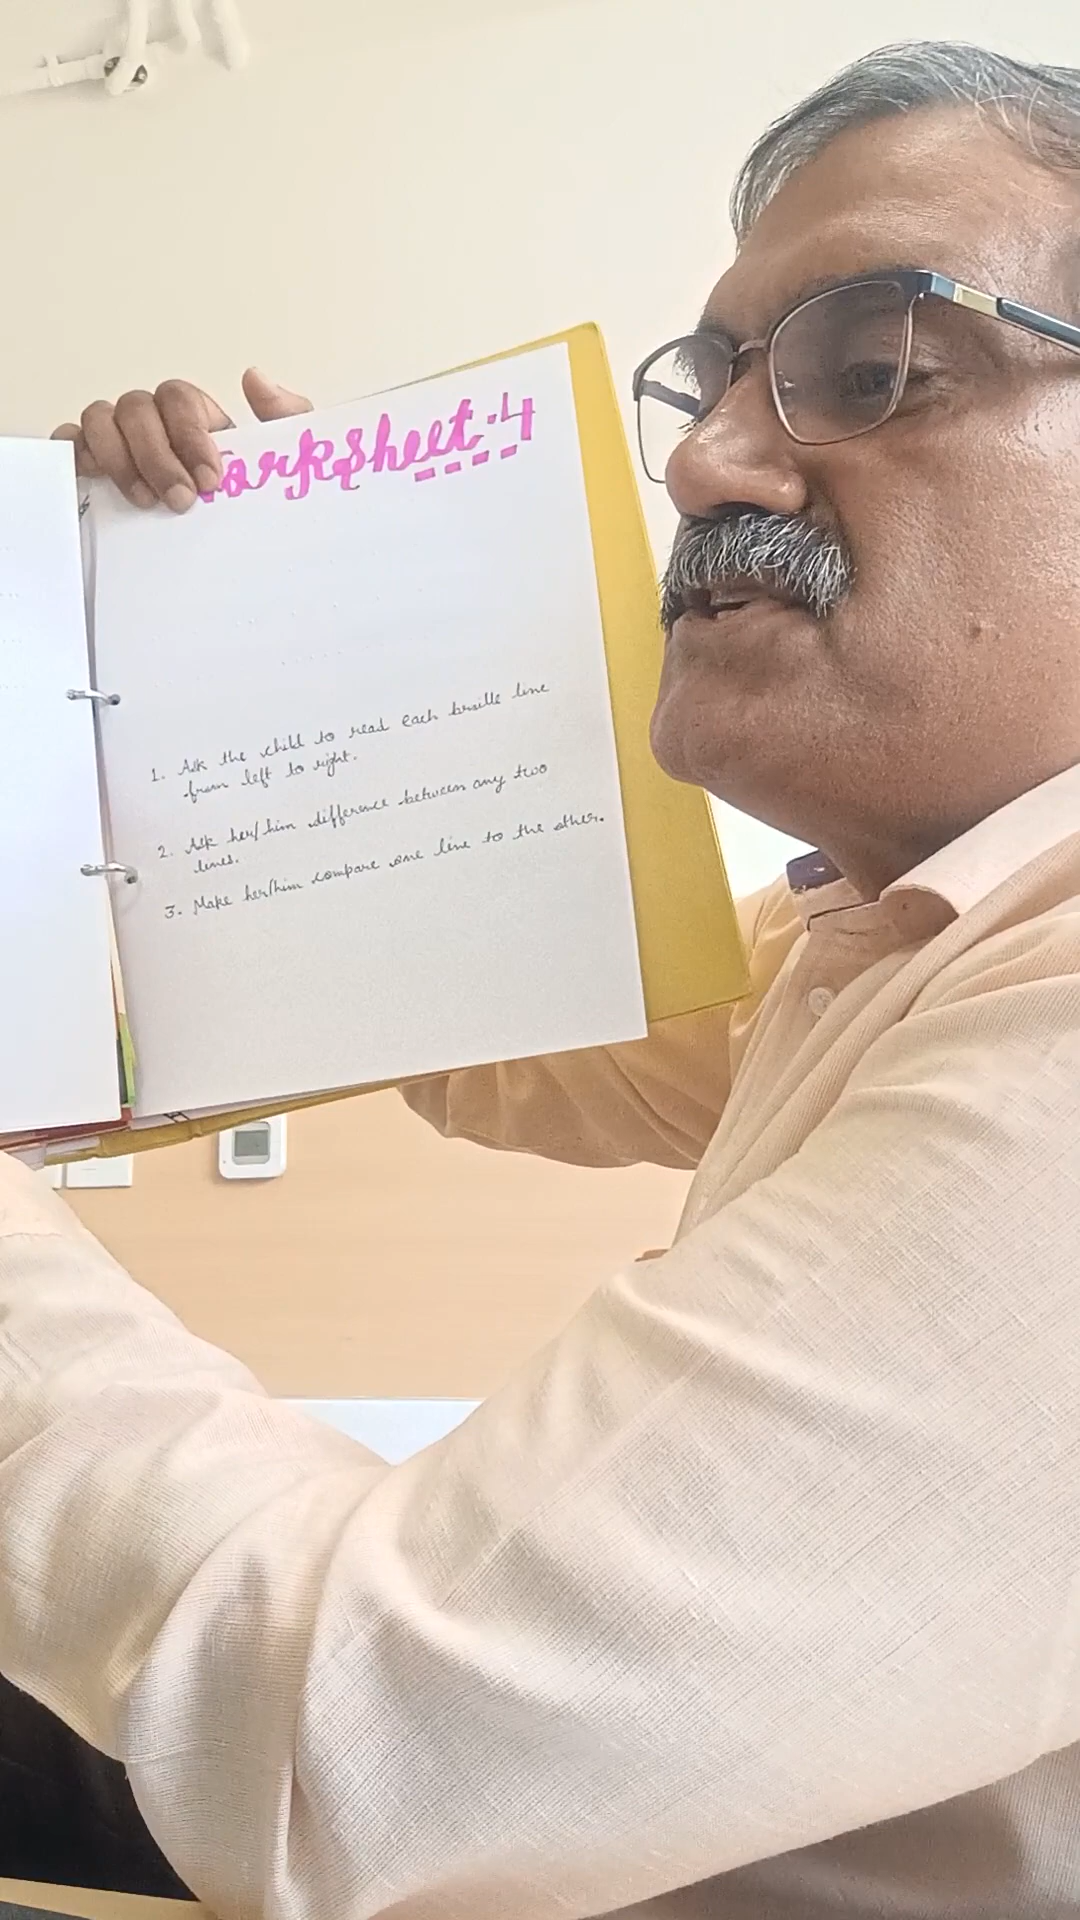 Worksheet:4
1. Ask the child to read each braille line
from left to right.
2. Ask her/him difference between any two
lines.
3. Make her/him compare one line to the other.